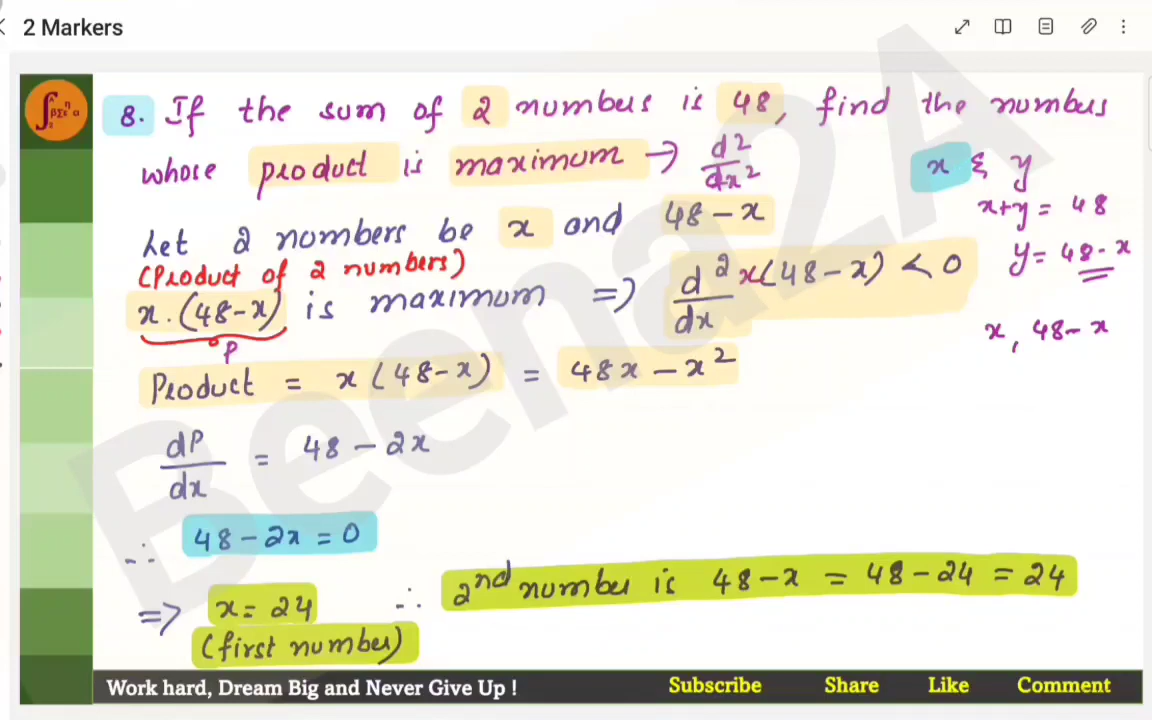 2 Markers
8. If the sum of 2 numbers is 48, find the numbers
whose product is maximum → d2/dx2
x & y
x+y = 48
Let 2 numbers be x and 48 - x
y = 48 - x
(Product of 2 numbers)
x . (48-x) is maximum => d2/dx x(48-x) < 0
x, 48 - x
P
Product = x (48-x) = 48x - x2
dP/dx = 48 - 2x
∴ 48 - 2x = 0
=> x = 24 ∴ 2nd number is 48-x = 48-24 = 24
(first number)
Work hard, Dream Big and Never Give Up ! Subscribe Share Like Comment
Beena2A